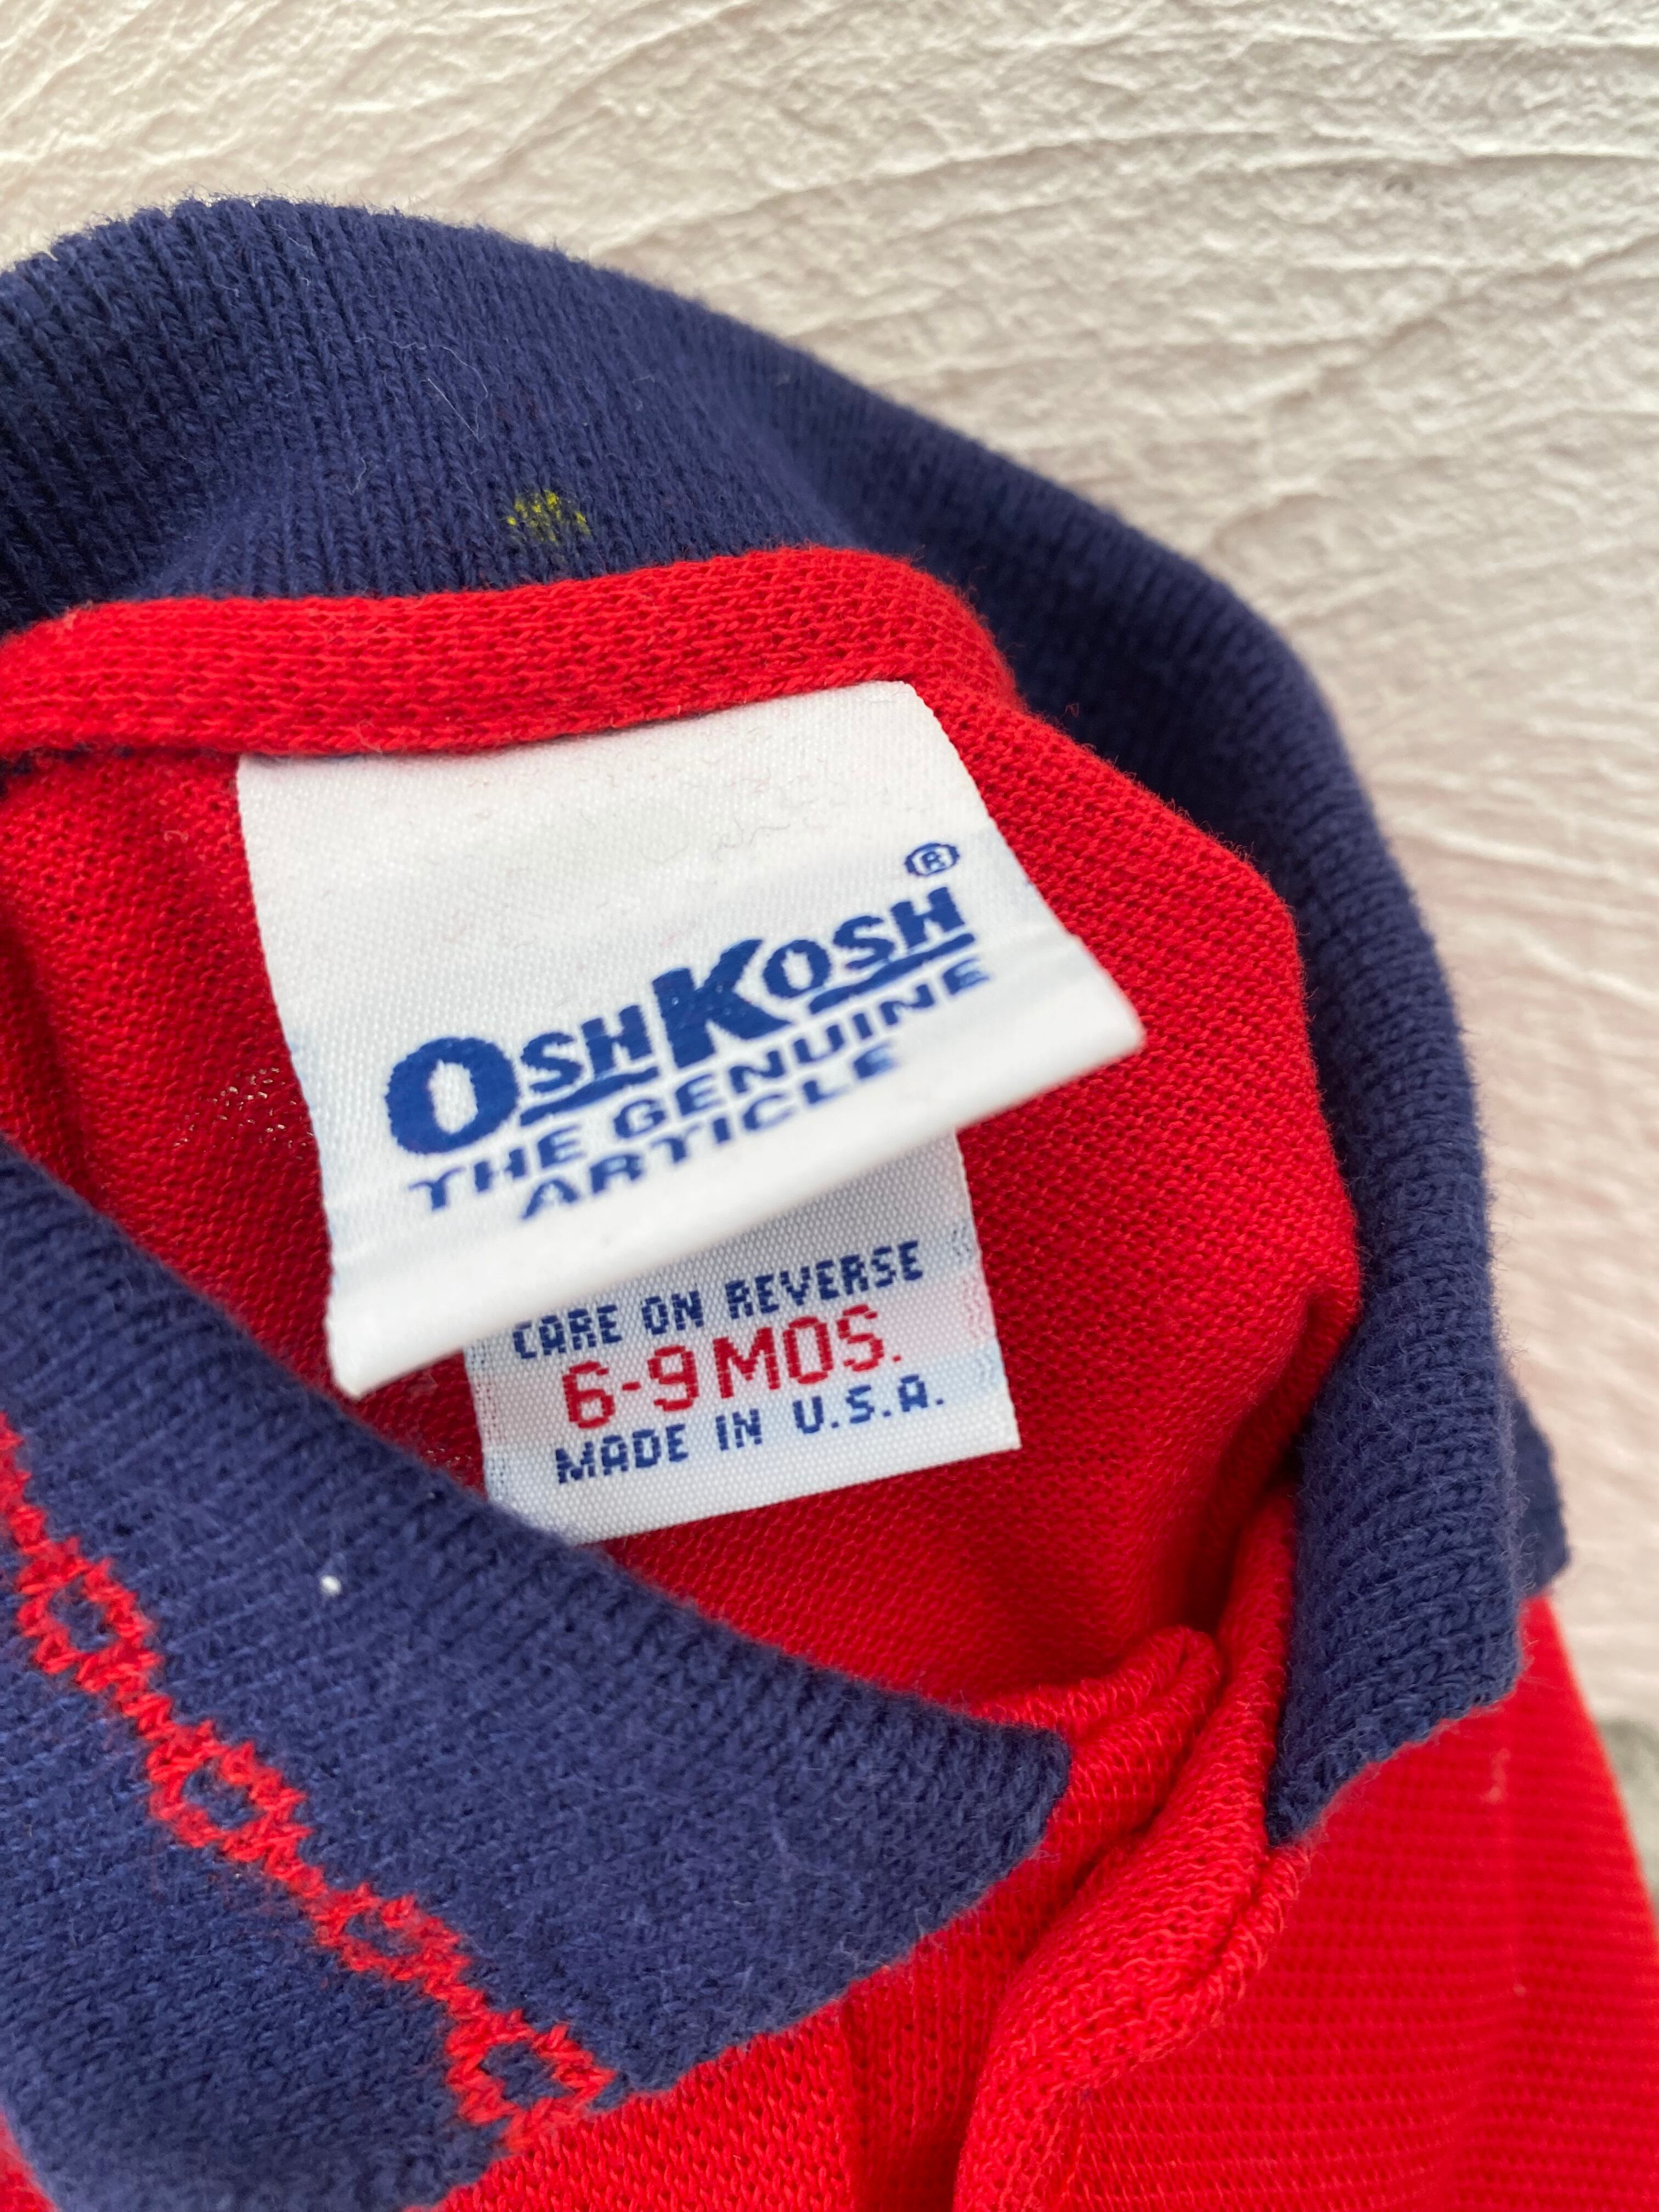 OSHKOSH®
THE GENUINE
ARTICLE
CARE ON REVERSE
6-9 MOS.
MADE IN U.S.A.